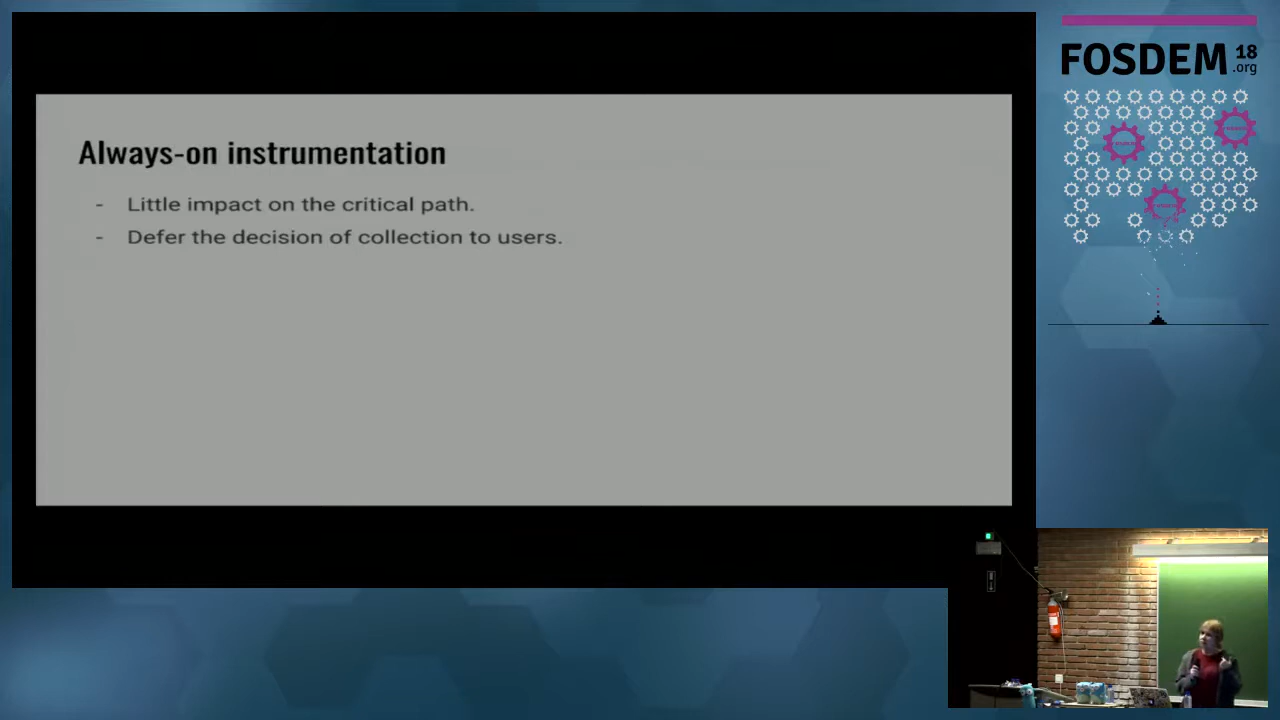 Always-on instrumentation
- Little impact on the critical path.
- Defer the decision of collection to users.
FOSDEM 18
.org